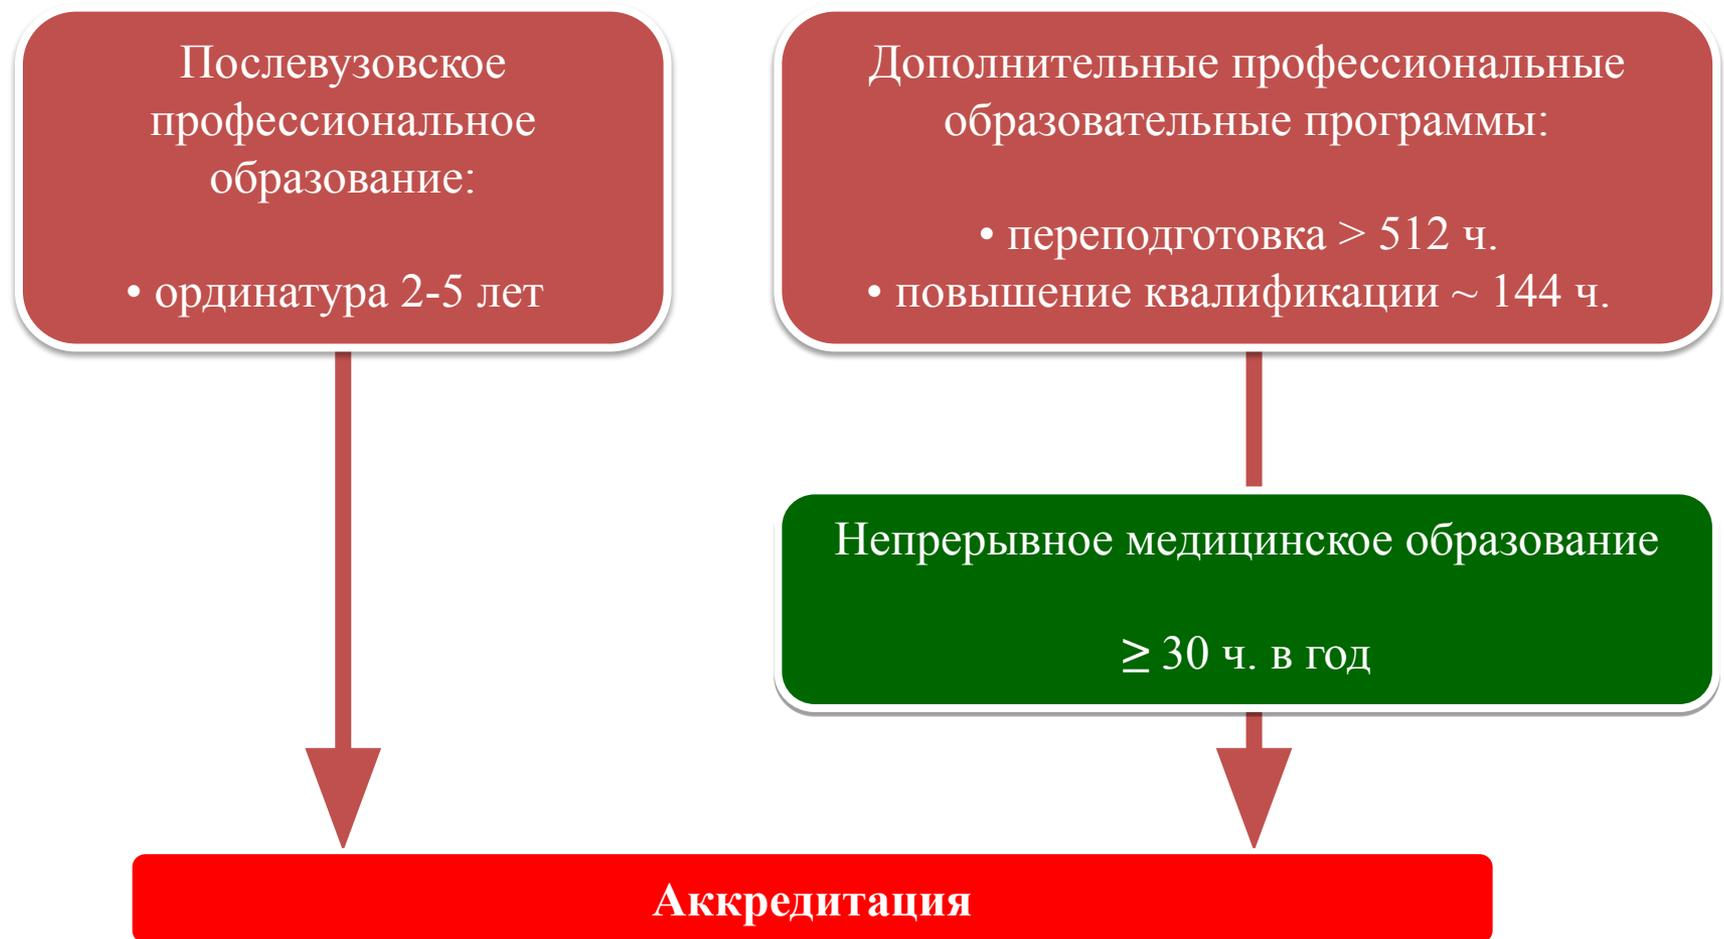 Послевузовское
профессиональное
образование:
• ординатура 2-5 лет
Дополнительные профессиональные
образовательные программы:
• переподготовка > 512 ч.
• повышение квалификации ~ 144 ч.
Непрерывное медицинское образование
≥ 30 ч. в год
Аккредитация